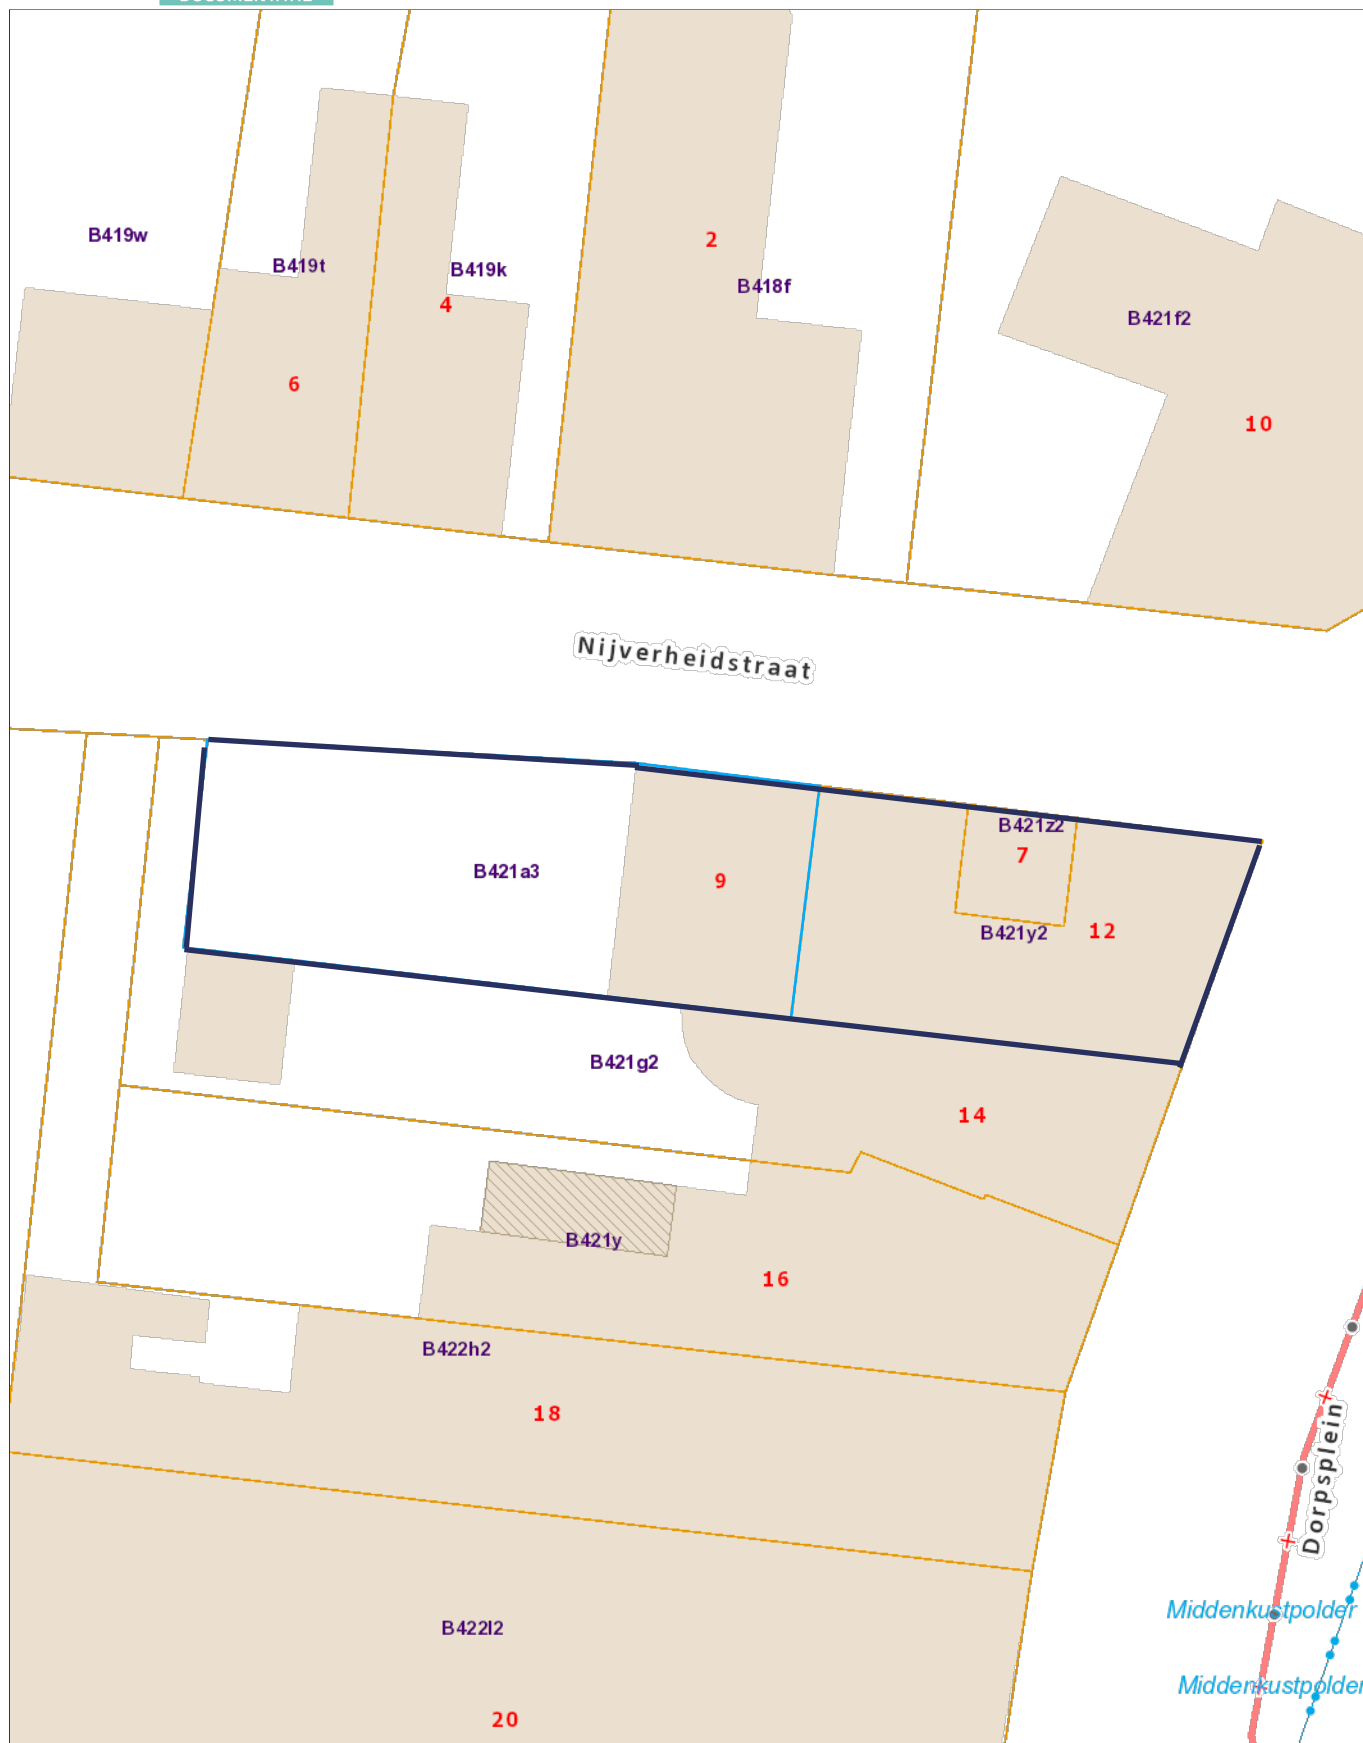 B419w
B419t
B419k
4
6
2
B418f
B421f2
10
Nijverheidstraat
B421a3
9
B421z2
7
B421y2
12
B421g2
14
B421y
16
B422h2
18
Dorpsplein
Middenkustpolder
B422l2
Middenkustpolder
20